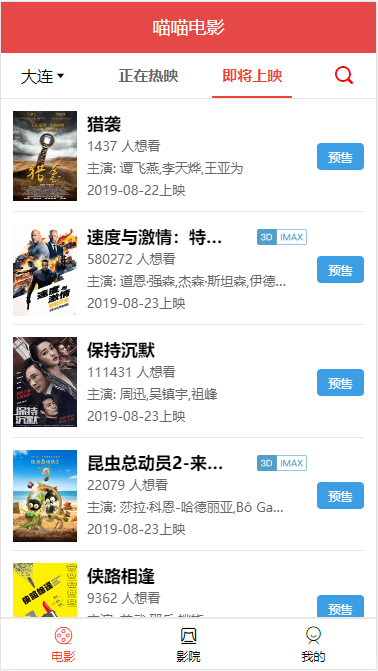 喵喵电影
大连
正在热映
即将上映
猎袭
1437 人想看
主演: 谭飞燕,李天烨,王亚为
2019-08-22上映
预售
速度与激情：特...
3D IMAX
580272 人想看
主演: 道恩·强森,杰森·斯坦森,伊德...
2019-08-23上映
预售
保持沉默
111431 人想看
主演: 周迅,吴镇宇,祖峰
2019-08-23上映
预售
昆虫总动员2-来...
3D IMAX
22079 人想看
主演: 莎拉·科恩-哈德丽亚,Bô Ga...
2019-08-23上映
预售
侠路相逢
9362 人想看
预售
电影
影院
我的